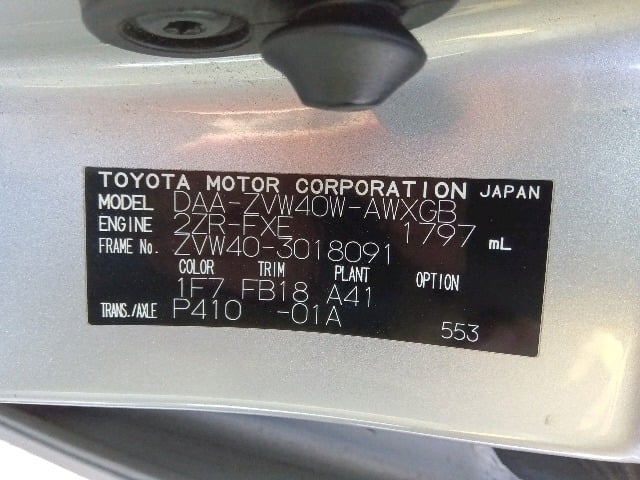 TOYOTA MOTOR CORPORATION JAPAN
MODEL DAA-ZVW40W-AWXGB
ENGINE 2ZR-FXE 1797 mL
FRAME No. ZVW40-3018091
COLOR TRIM PLANT OPTION
1F7 FB18 A41
TRANS./AXLE P410 -01A
553